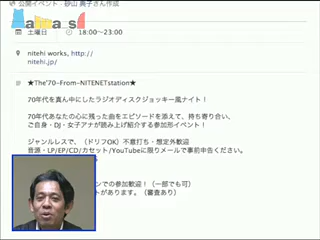 公開イベント・砂山典子さん作成
Hamasta!
土曜日 18:00〜23:00
nitehi works, http://
nitehi.jp/
★The'70-From-NITENETstation★
70年代を真ん中にしたラジオディスクジョッキー風ナイト！
70年代あなたの心に残った曲をエピソードを添えて、持ち寄り合い、
ご自身・DJ・女子アナが読み上げ紹介する参加形イベント！
ジャンルレスで、（ドリフOK）不意打ち・想定外歓迎
音源・LP/EP/CD/カセット/YouTubeに限りメールで事前申告ください。
ンでの参加歓迎！（一部でも可）
トがあります。（審査あり）